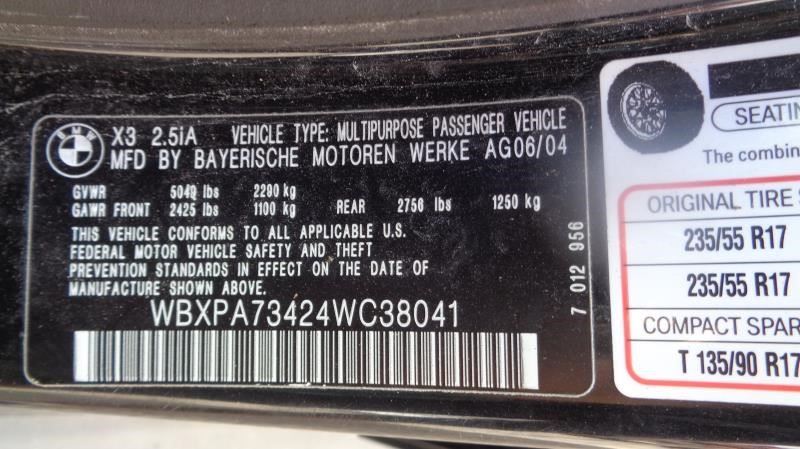 BMW
X3 2.5iA VEHICLE TYPE: MULTIPURPOSE PASSENGER VEHICLE
MFD BY BAYERISCHE MOTOREN WERKE AG06/04
GVWR 5049 lbs 2290 kg
GAWR FRONT 2425 lbs 1100 kg REAR 2756 lbs 1250 kg
THIS VEHICLE CONFORMS TO ALL APPLICABLE U.S.
FEDERAL MOTOR VEHICLE SAFETY AND THEFT
PREVENTION STANDARDS IN EFFECT ON THE DATE OF
MANUFACTURE SHOWN ABOVE.
WBXPA73424WC38041
7 012 956
SEATIN
The combin
ORIGINAL TIRE S
235/55 R17
235/55 R17
COMPACT SPAR
T 135/90 R17